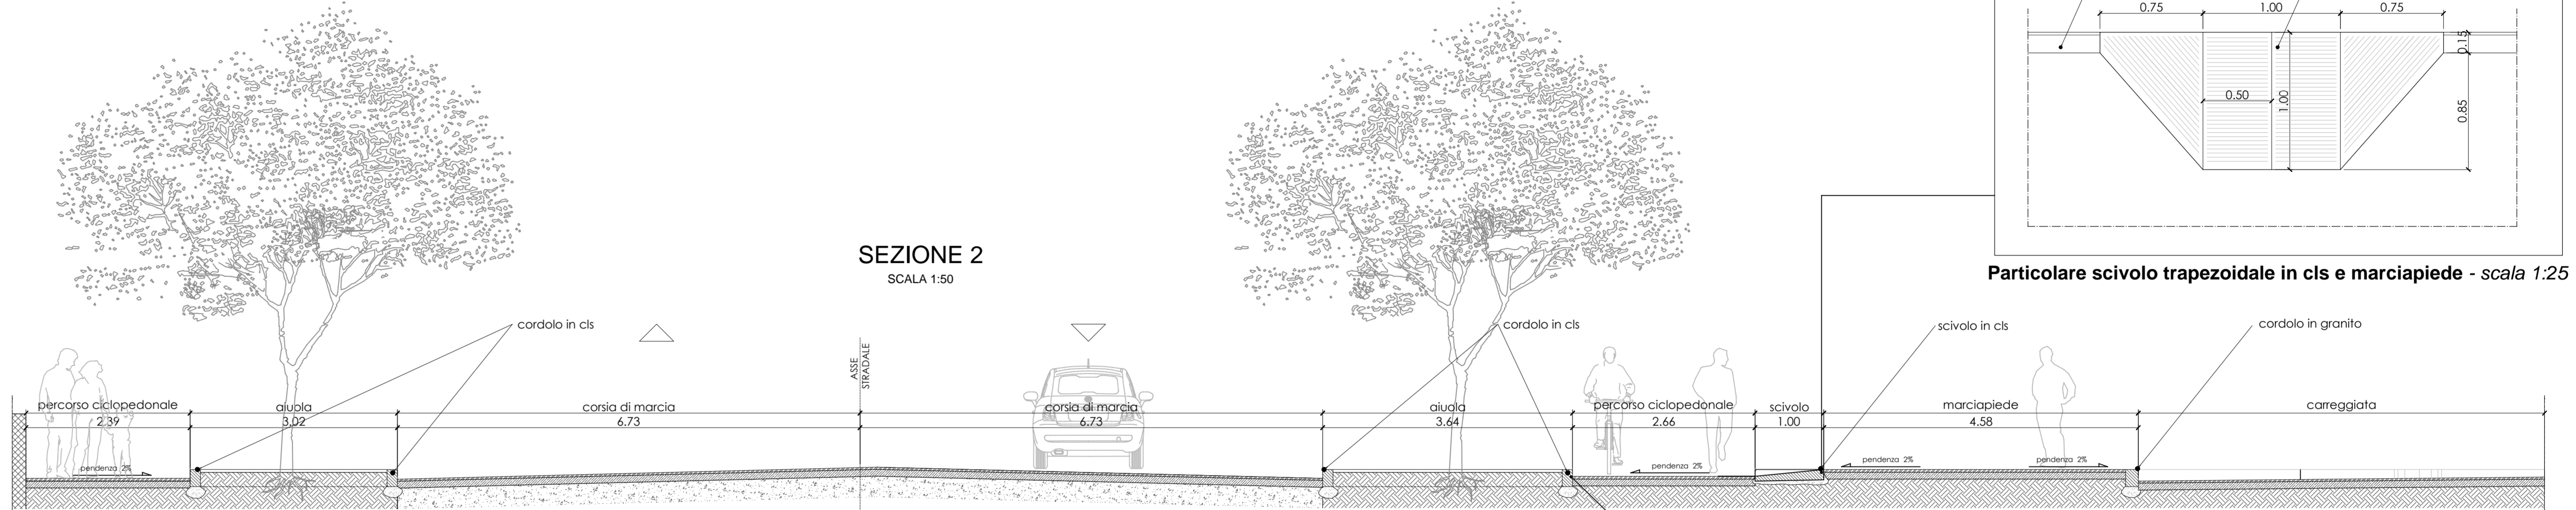 0.75 1.00 0.75
0.15
0.50
1.00
0.85
SEZIONE 2
SCALA 1:50
Particolare scivolo trapezoidale in cls e marciapiede - scala 1:25
cordolo in cls
cordolo in cls
scivolo in cls
cordolo in granito
ASSE
STRADALE
percorso ciclopedonale aiuola corsia di marcia corsia di marcia aiuola percorso ciclopedonale scivolo marciapiede carreggiata
2.39 3.02 6.73 6.73 3.64 2.66 1.00 4.58
pendenza 2% pendenza 2% pendenza 2% pendenza 2%